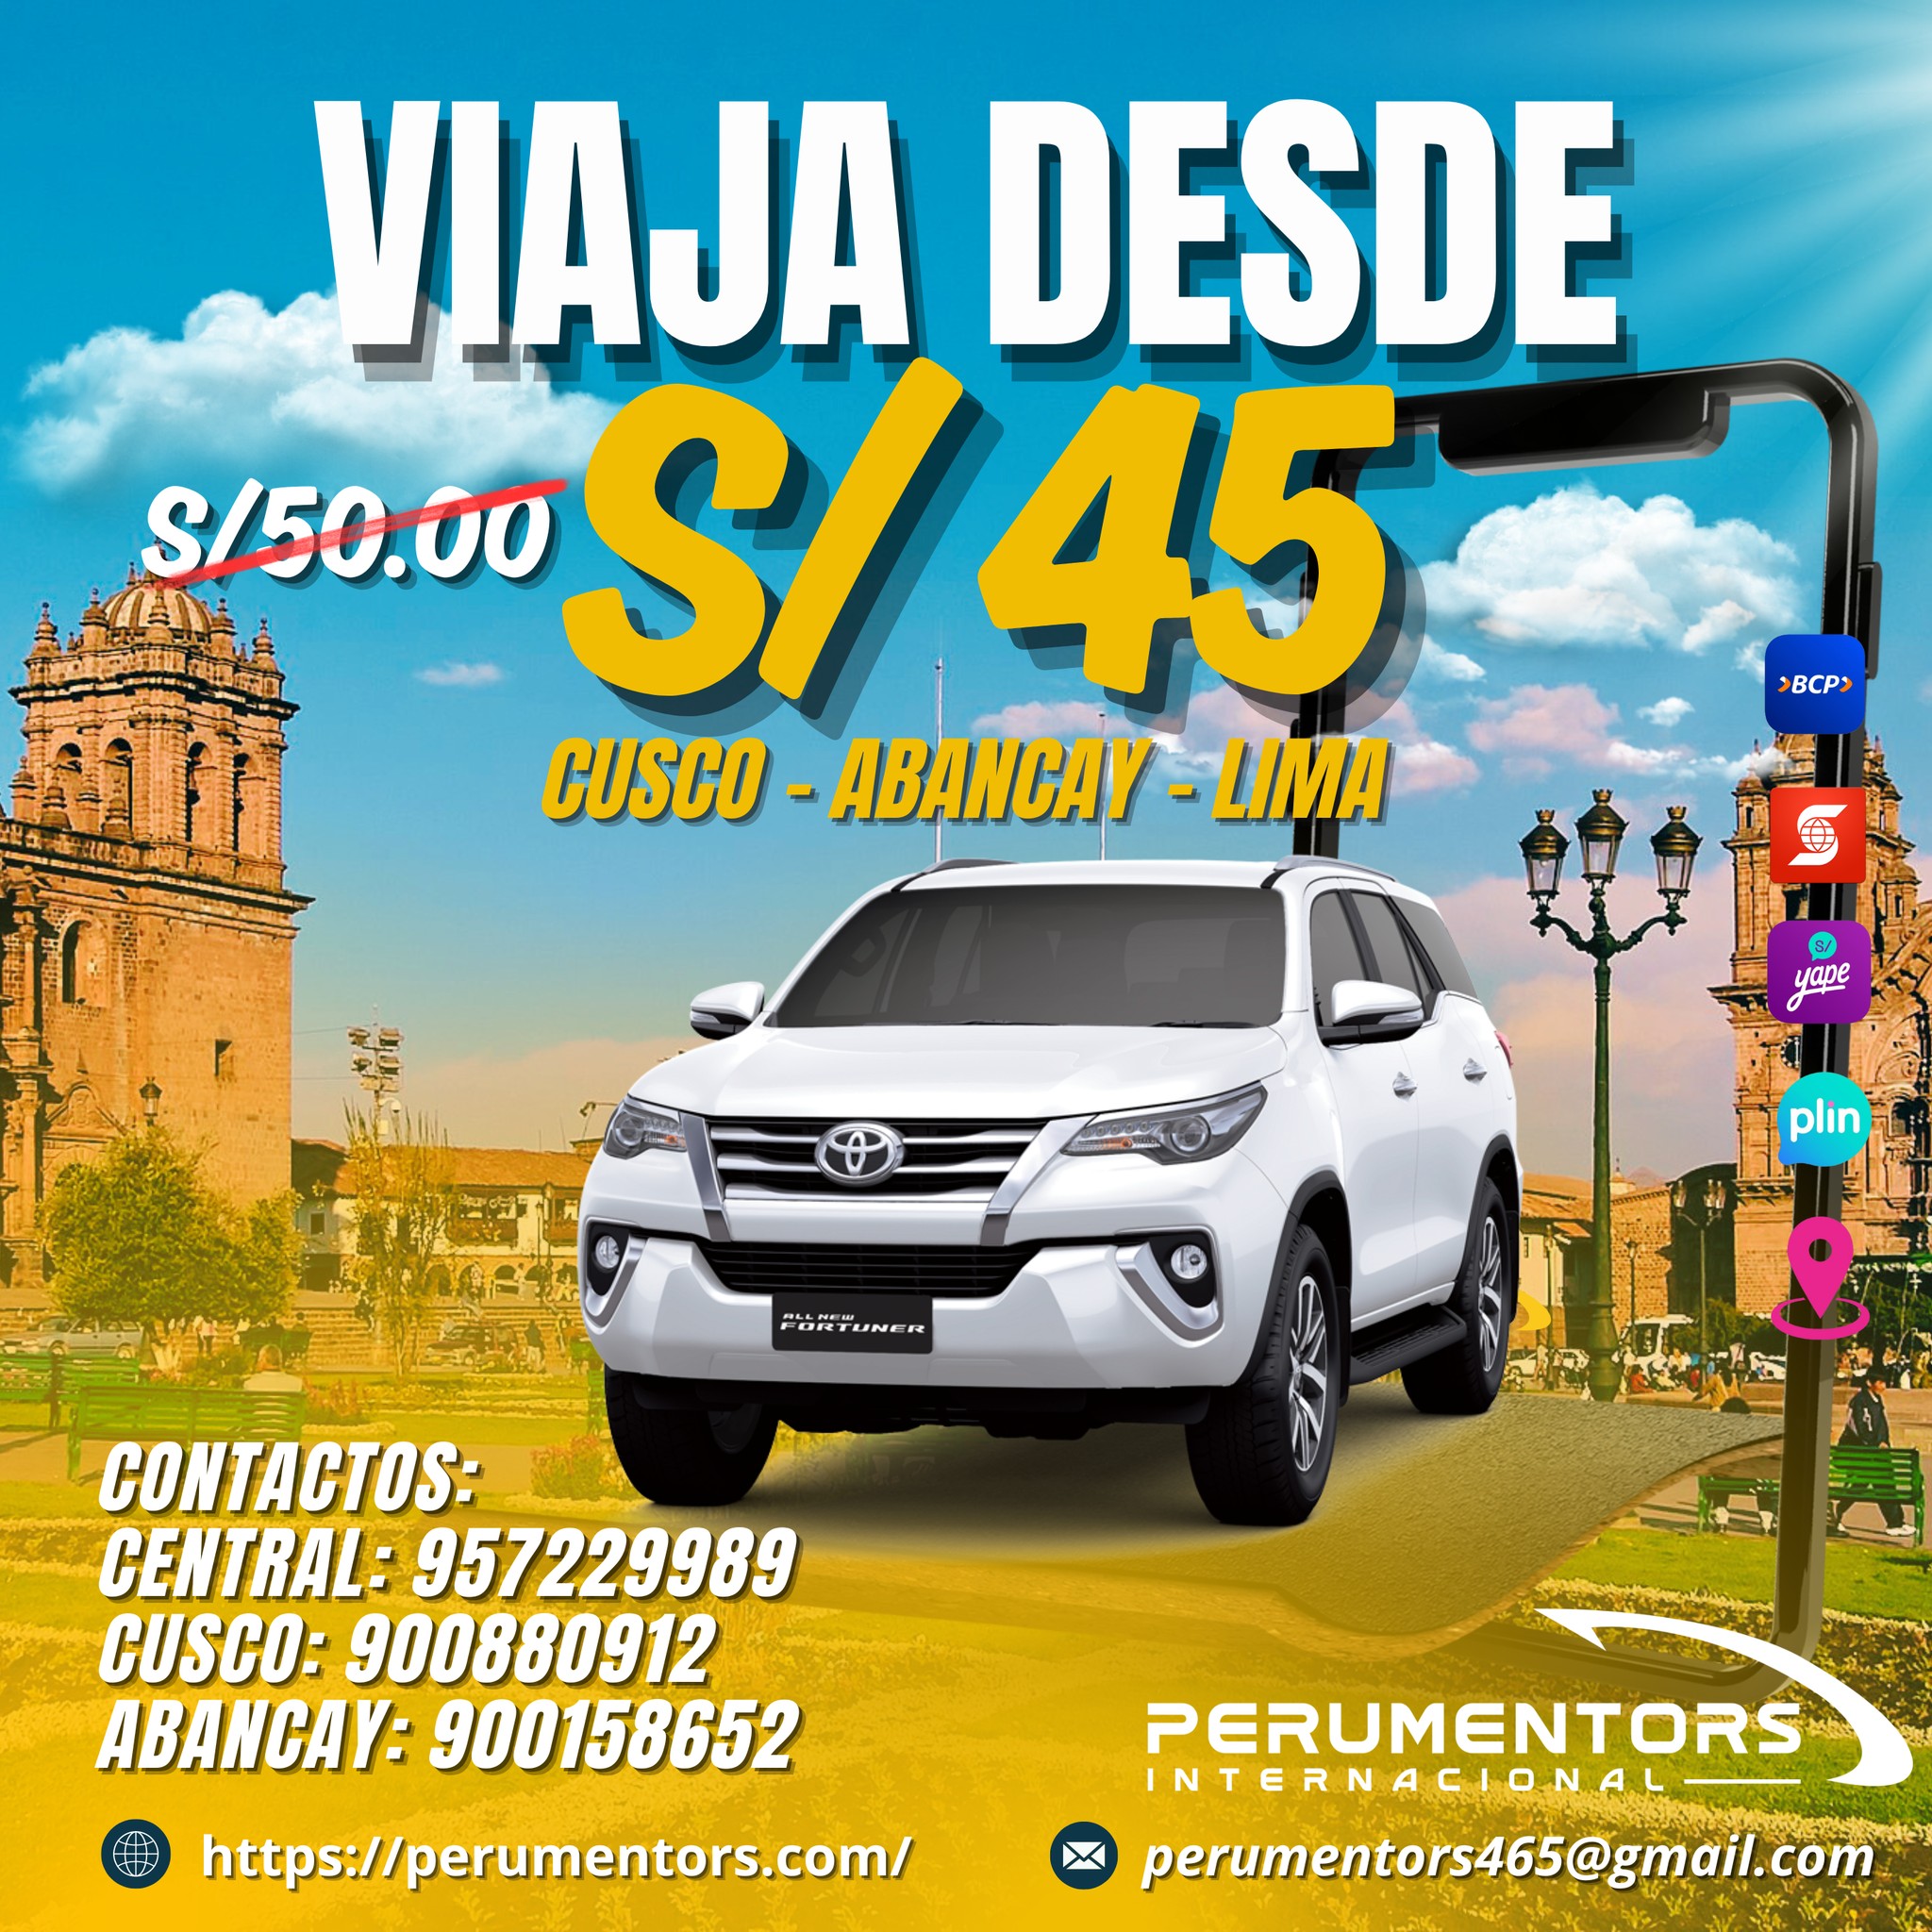 VIAJA DESDE
S/50.00
S/ 45
CUSCO - ABANCAY - LIMA
BCP
S/
yape
plin
ALL NEW
FORTUNER
CONTACTOS:
CENTRAL: 957229989
CUSCO: 900880912
ABANCAY: 900158652
PERUMENTORS
INTERNACIONAL
https://perumentors.com/
perumentors465@gmail.com